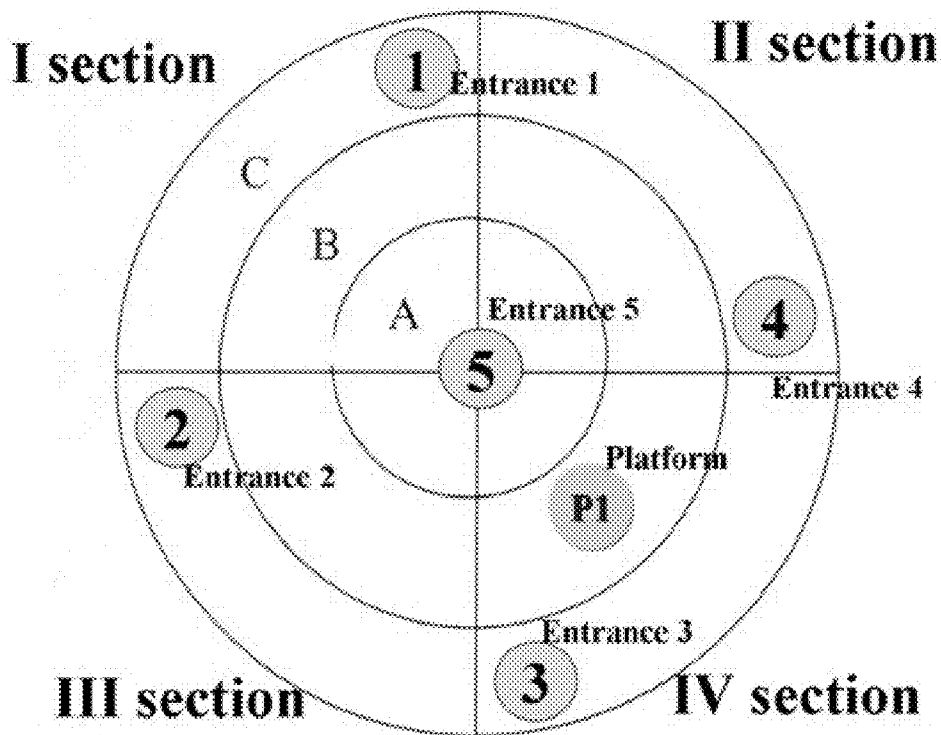 I section
II section
1
Entrance 1
C
B
A
Entrance 5
5
4
Entrance 4
2
Entrance 2
Platform
P1
Entrance 3
3
III section
IV section